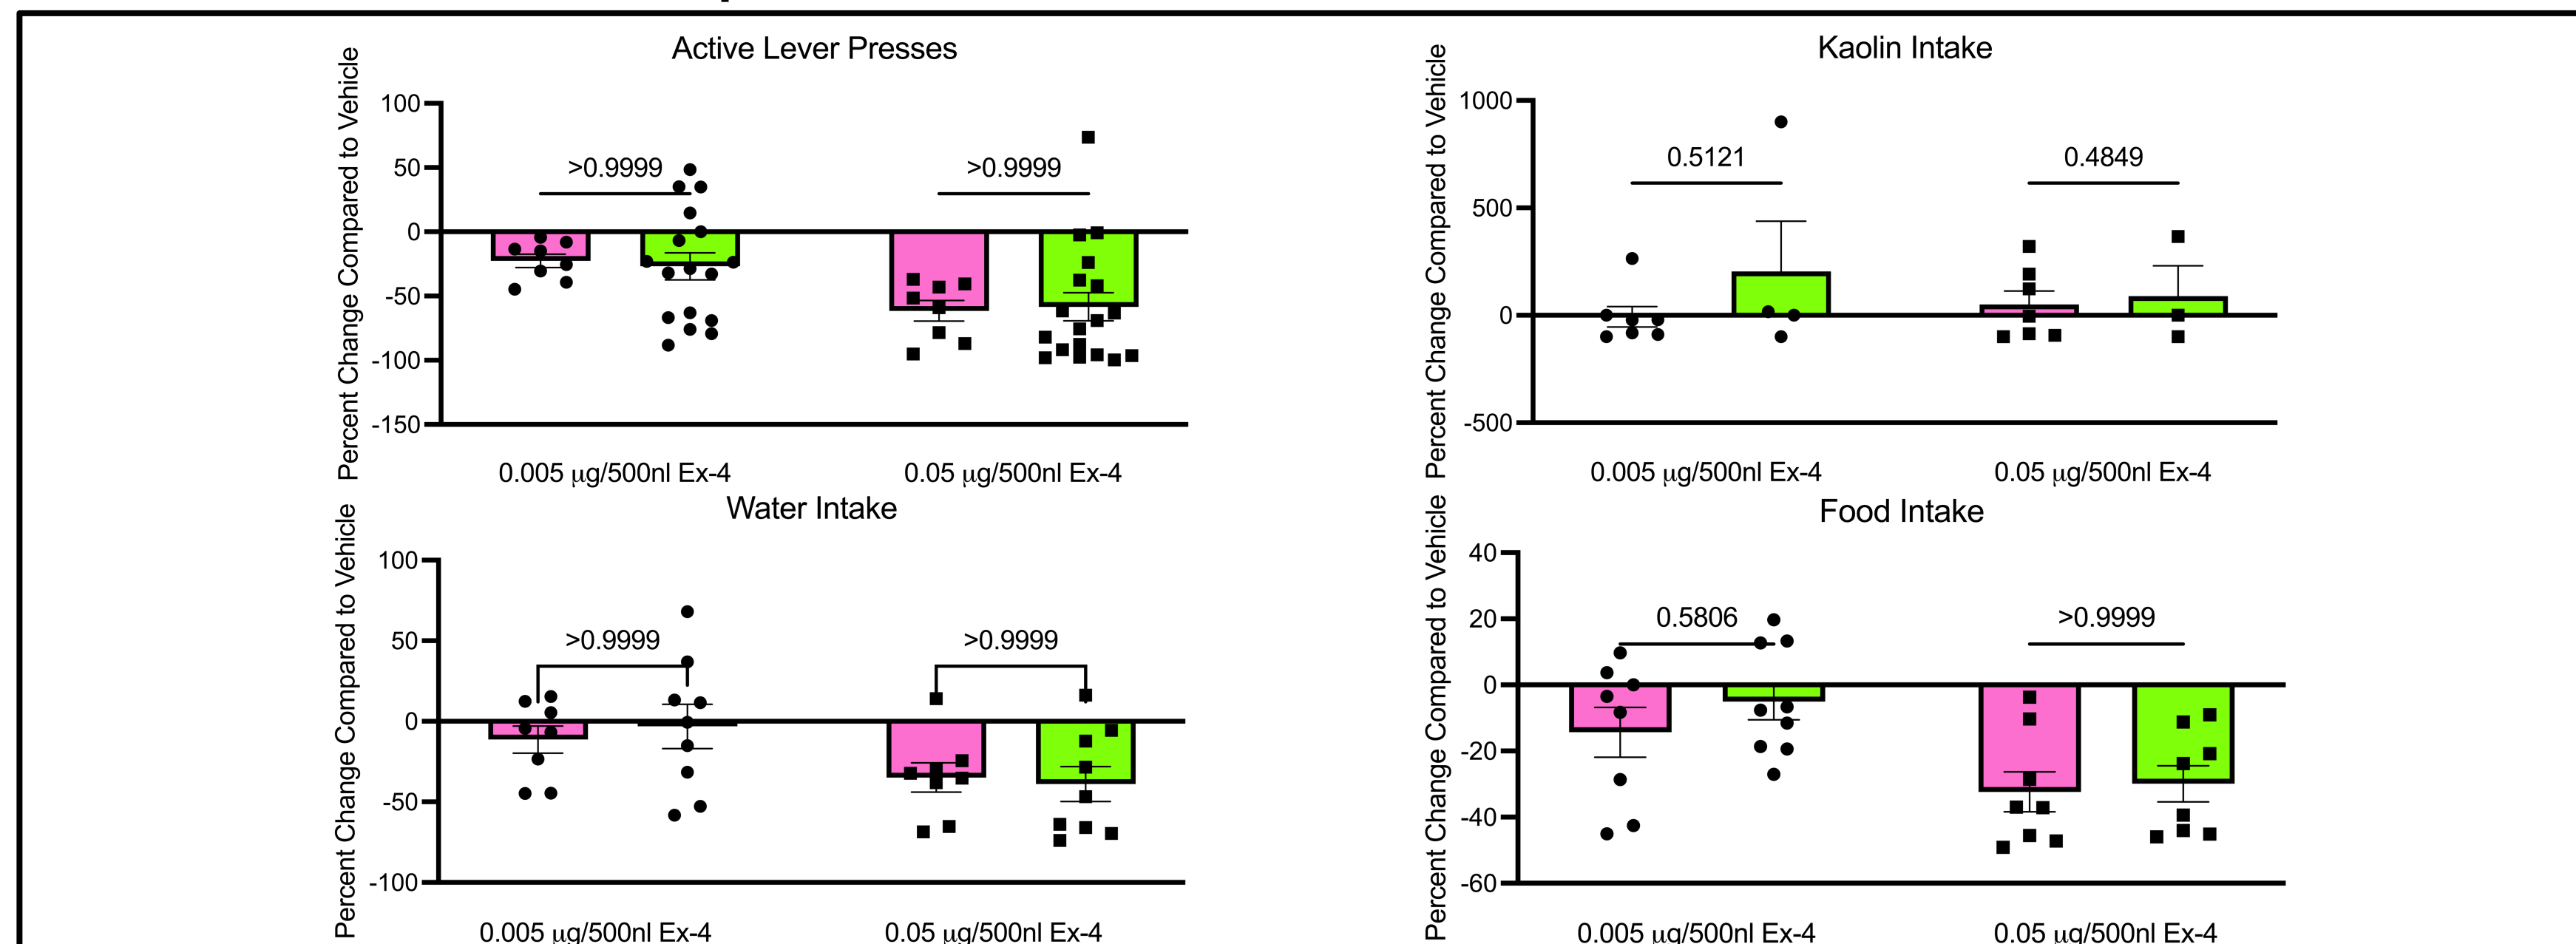 Active Lever Presses
Percent Change Compared to Vehicle
100
50
0
-50
-100
-150
>0.9999
>0.9999
0.005 μg/500nl Ex-4
0.05 μg/500nl Ex-4
Kaolin Intake
Percent Change Compared to Vehicle
1000
500
0
-500
0.5121
0.4849
0.005 μg/500nl Ex-4
0.05 μg/500nl Ex-4
Water Intake
Percent Change Compared to Vehicle
100
50
0
-50
-100
>0.9999
>0.9999
0.005 μg/500nl Ex-4
0.05 μg/500nl Ex-4
Food Intake
Percent Change Compared to Vehicle
40
20
0
-20
-40
-60
0.5806
>0.9999
0.005 μg/500nl Ex-4
0.05 μg/500nl Ex-4